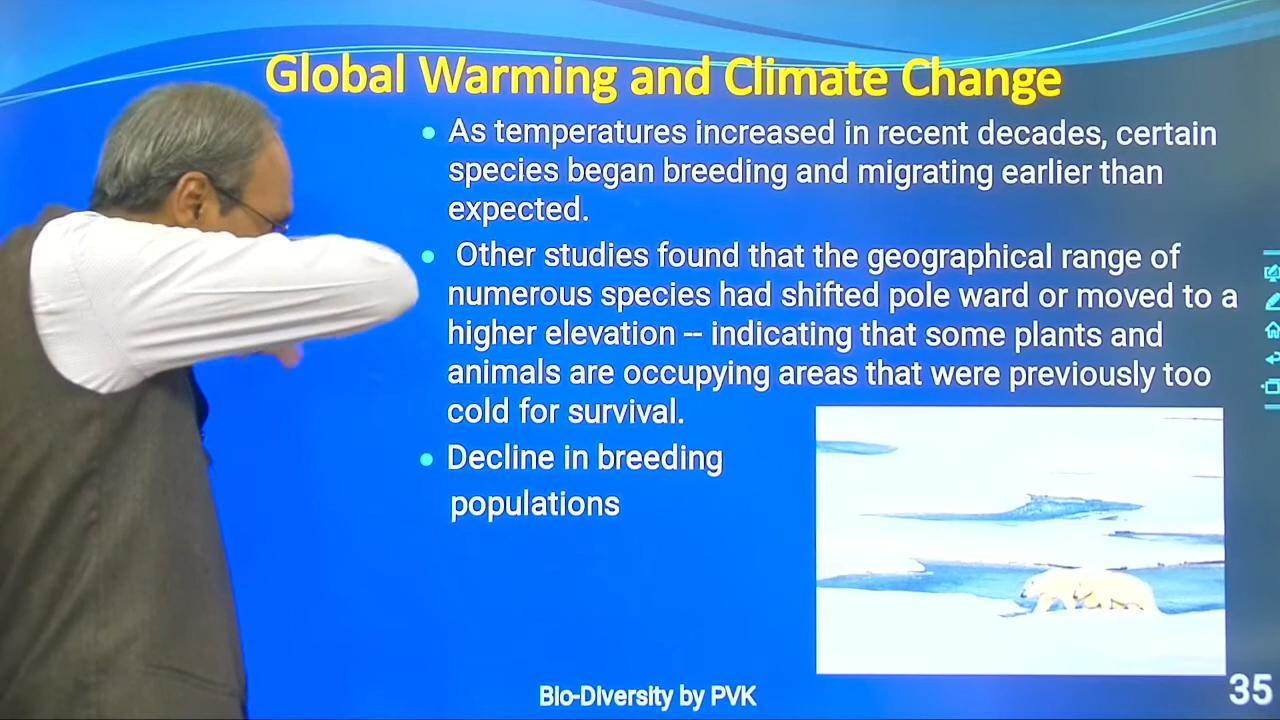 Global Warming and Climate Change
• As temperatures increased in recent decades, certain
species began breeding and migrating earlier than
expected.
• Other studies found that the geographical range of
numerous species had shifted pole ward or moved to a
higher elevation -- indicating that some plants and
animals are occupying areas that were previously too
cold for survival.
• Decline in breeding
populations
Bio-Diversity by PVK
35